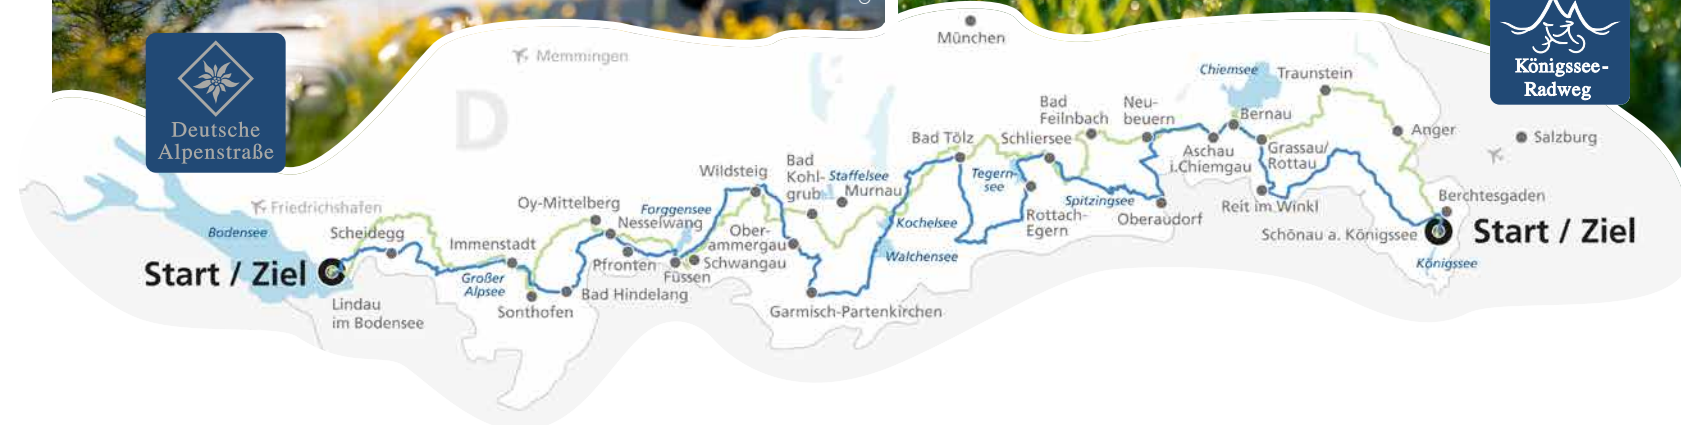 München
Memmingen
D
Königssee-
Radweg
Deutsche
Alpenstraße
Chiemsee
Traunstein
Bad
Feilnbach
Neu-
beuern
Bernau
Anger
Salzburg
Bad Tölz
Schliersee
Aschau
i.Chiemgau
Grassau/
Rottau
Wildsteig
Bad
Kohl-
grub
Staffelsee
Murnau
Tegern-
see
Spitzingsee
Oberaudorf
Reit im Winkl
Berchtesgaden
Friedrichshafen
Bodensee
Scheidegg
Oy-Mittelberg
Nesselwang
Forggensee
Ober-
ammergau
Kochelsee
Rottach-
Egern
Schönau a. Königssee
Start / Ziel
Immenstadt
Pfronten
Füssen
Schwangau
Walchensee
Königssee
Start / Ziel
Großer
Alpsee
Bad Hindelang
Lindau
im Bodensee
Sonthofen
Garmisch-Partenkirchen